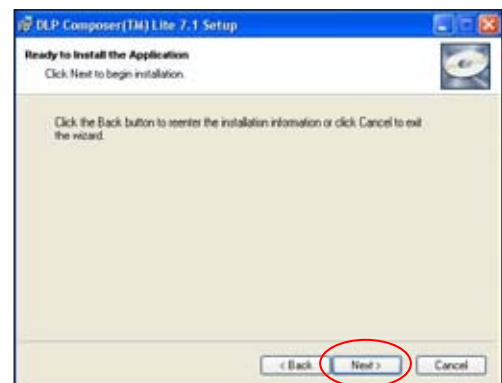 DLP Composer(TM) Lite 7.1 Setup
Ready to Install the Application
Click Next to begin installation.
Click the Back button to reenter the installation information or click Cancel to exit
the wizard.
< Back
Next >
Cancel